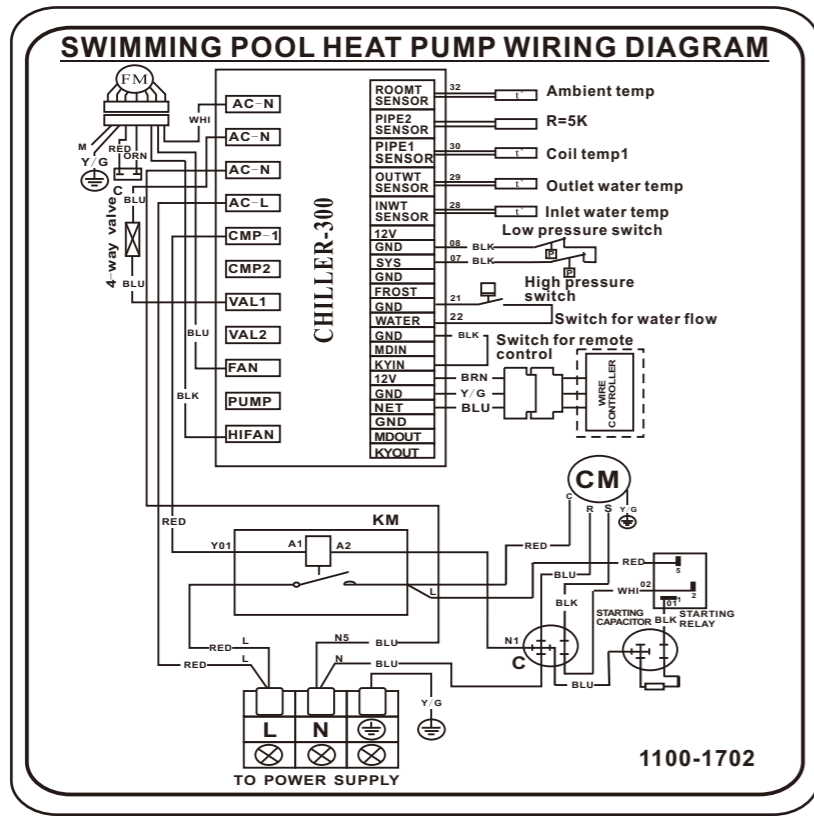 SWIMMING POOL HEAT PUMP WIRING DIAGRAM
FM
M
Y/G
RED
ORN
C
BLU
4-way valve
BLU
WHI
BLU
BLK
AC-N
AC-N
AC-N
AC-L
CMP-1
CMP2
VAL1
VAL2
FAN
PUMP
HIFAN
CHILLER-300
ROOMT
SENSOR
PIPE2
SENSOR
PIPE1
SENSOR
OUTWT
SENSOR
INWT
SENSOR
12V
GND
SYS
GND
FROST
GND
WATER
GND
MDIN
KYIN
12V
GND
NET
GND
MDOUT
KYOUT
32 t° Ambient temp
R=5K
30 t° Coil temp1
29 t° Outlet water temp
28 t° Inlet water temp
Low pressure switch
08 BLK P
07 BLK P
High pressure
switch
21
22 Switch for water flow
BLK
Switch for remote
control
BRN
Y/G
BLU
WIRE
CONTROLLER
CM
C R S Y/G
RED
KM
Y01 A1 A2
RED
L
RED
BLU
WHI 02
BLK
5
2
01 1
STARTING
RELAY
STARTING
CAPACITOR
BLK
N1
C
BLU
RED L
RED L
N5 BLU
N BLU
Y/G
L N
TO POWER SUPPLY
1100-1702